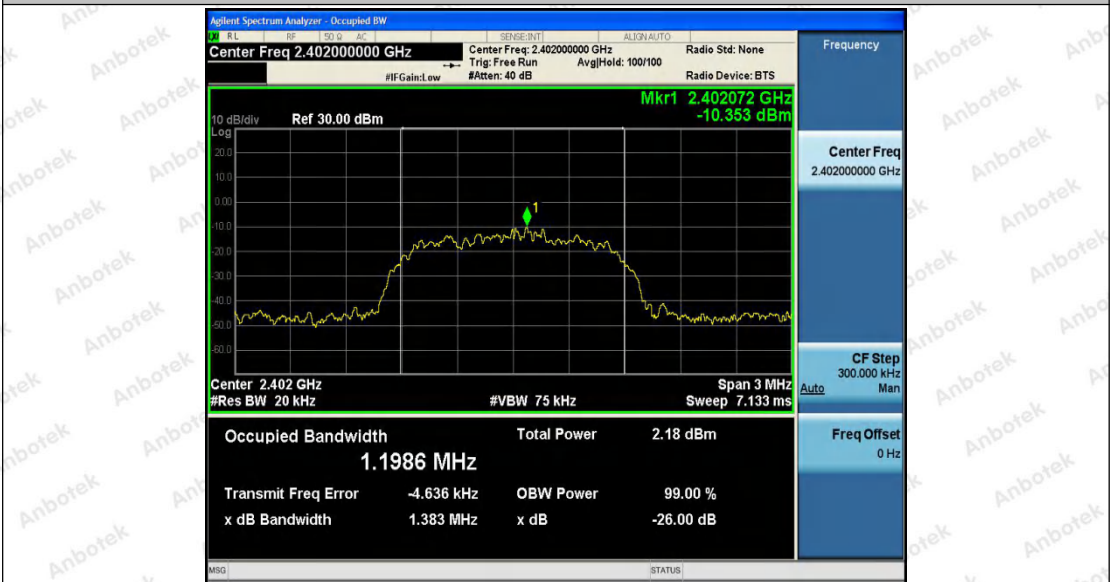 Agilent Spectrum Analyzer - Occupied BW
LXI RL RF 50 Ω AC SENSE:INT ALIGN AUTO
Center Freq 2.402000000 GHz
Center Freq: 2.402000000 GHz Radio Std: None
Trig: Free Run Avg|Hold: 100/100
#IFGain:Low #Atten: 40 dB Radio Device: BTS
Mkr1 2.402072 GHz
10 dB/div Ref 30.00 dBm -10.353 dBm
Log
20.0
10.0
0.00
1
-10.0
-20.0
-30.0
-40.0
-50.0
-60.0
Center 2.402 GHz Span 3 MHz
#Res BW 20 kHz #VBW 75 kHz Sweep 7.133 ms
Occupied Bandwidth Total Power 2.18 dBm
1.1986 MHz
Transmit Freq Error -4.636 kHz OBW Power 99.00 %
x dB Bandwidth 1.383 MHz x dB -26.00 dB
MSG STATUS
Frequency
Center Freq
2.402000000 GHz
CF Step
300.000 kHz
Auto Man
Freq Offset
0 Hz
Anbotek